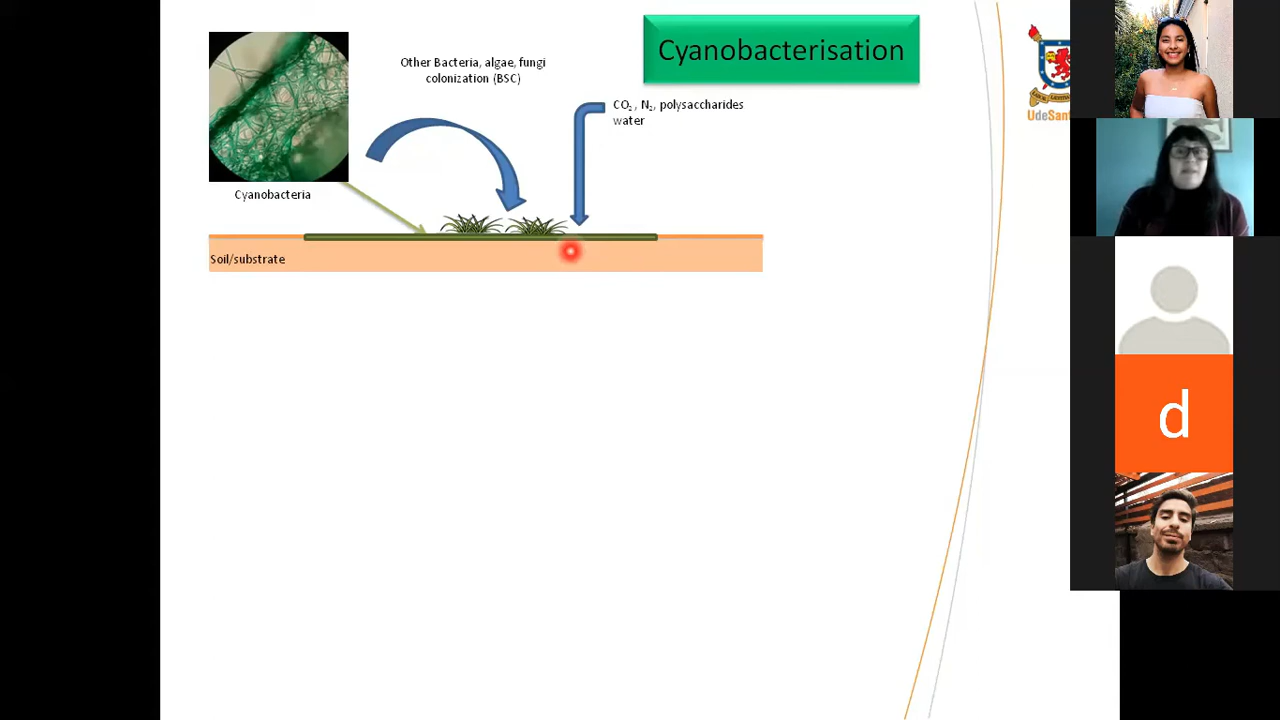 Cyanobacterisation
Other Bacteria, algae, fungi
colonization (BSC)
CO₂ , N₂, polysaccharides
water
Cyanobacteria
Soil/substrate
UdeSant
d